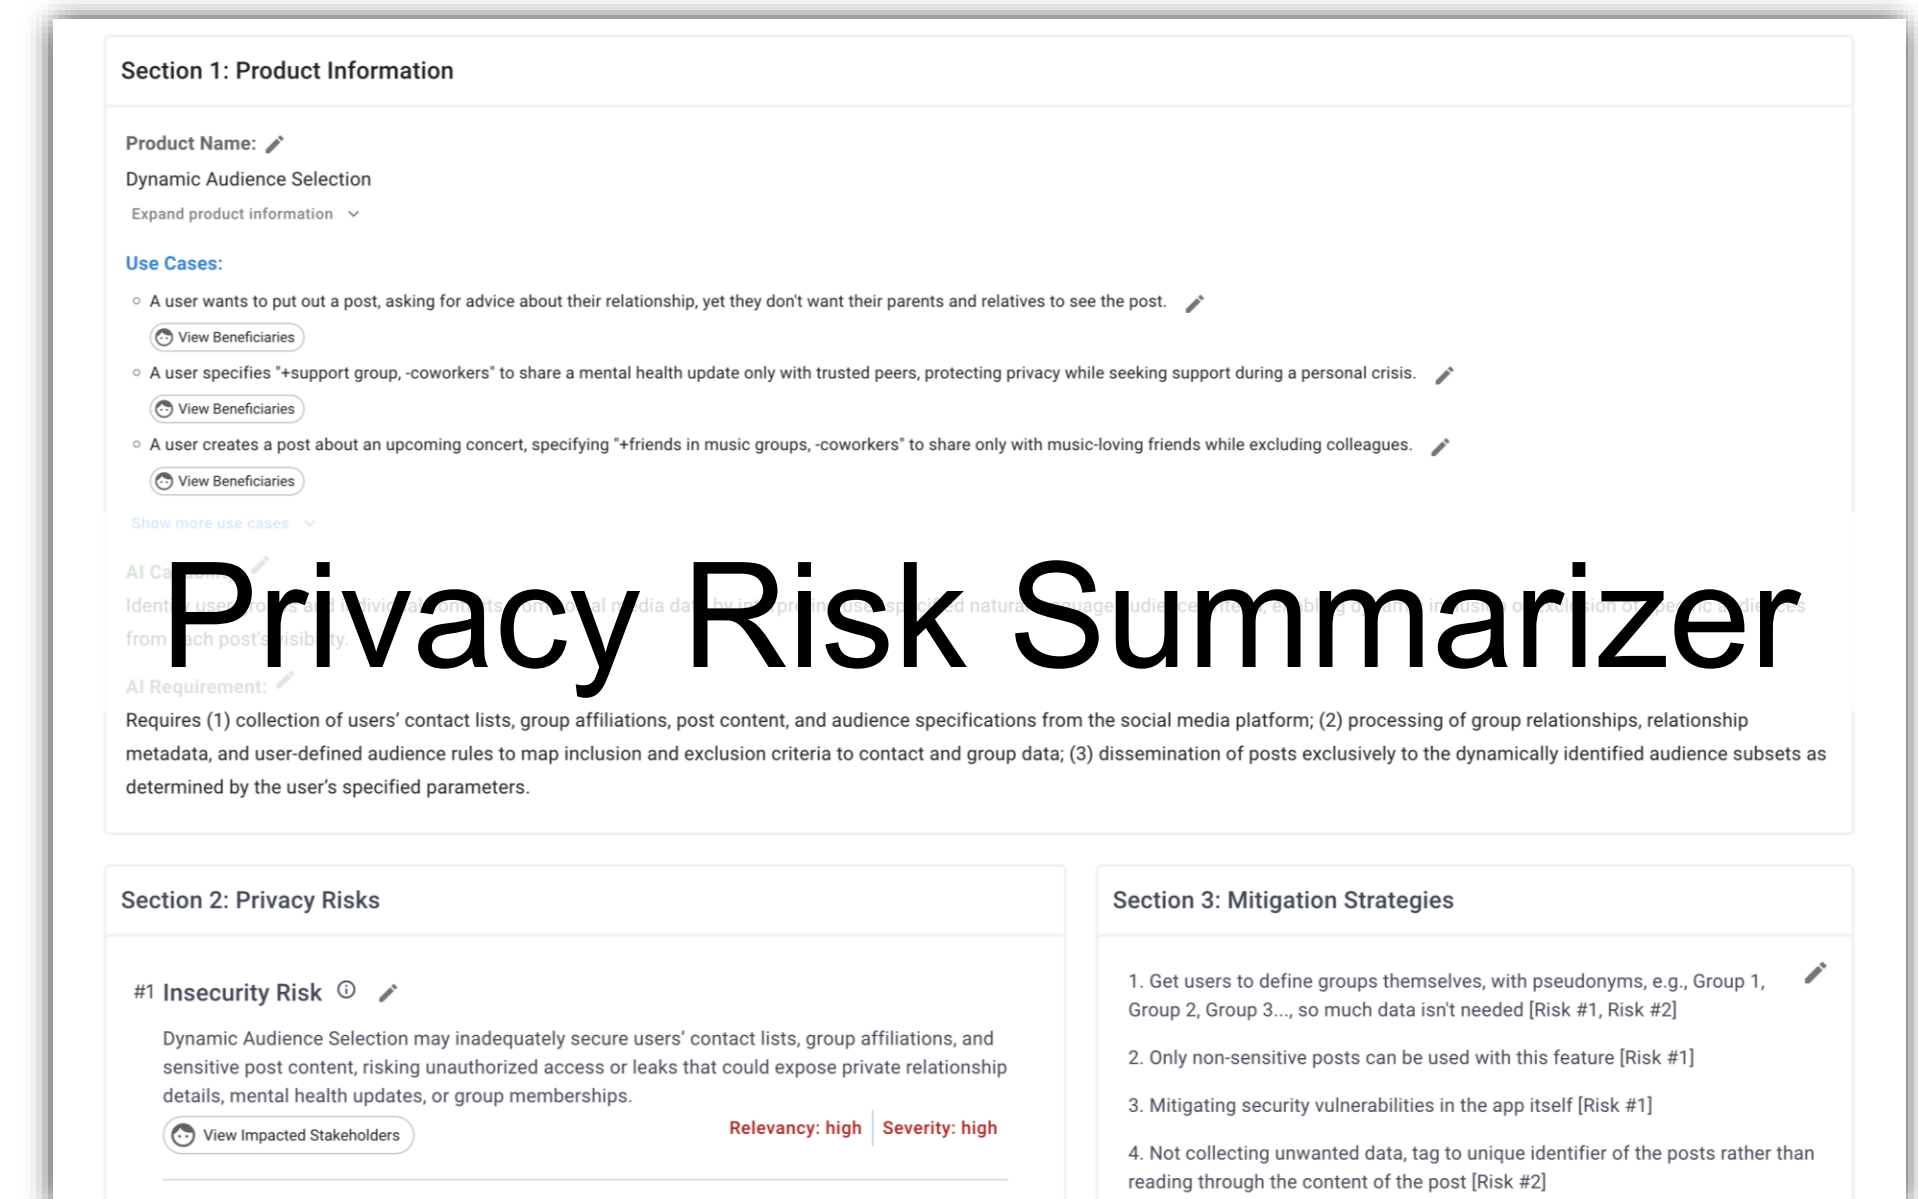 Section 1: Product Information
Product Name:
Dynamic Audience Selection
Expand product information
Use Cases:
A user wants to put out a post, asking for advice about their relationship, yet they don't want their parents and relatives to see the post.
View Beneficiaries
A user specifies "+support group, -coworkers" to share a mental health update only with trusted peers, protecting privacy while seeking support during a personal crisis.
View Beneficiaries
A user creates a post about an upcoming concert, specifying "+friends in music groups, -coworkers" to share only with music-loving friends while excluding colleagues.
View Beneficiaries
Show more use cases
AI
Privacy Risk Summarizer
from each post's visibility.
AI Requirement:
Requires (1) collection of users' contact lists, group affiliations, post content, and audience specifications from the social media platform; (2) processing of group relationships, relationship
metadata, and user-defined audience rules to map inclusion and exclusion criteria to contact and group data; (3) dissemination of posts exclusively to the dynamically identified audience subsets as
determined by the user's specified parameters.
Section 2: Privacy Risks
#1 Insecurity Risk
Dynamic Audience Selection may inadequately secure users' contact lists, group affiliations, and
sensitive post content, risking unauthorized access or leaks that could expose private relationship
details, mental health updates, or group memberships.
View Impacted Stakeholders
Relevancy: high
Severity: high
Section 3: Mitigation Strategies
1. Get users to define groups themselves, with pseudonyms, e.g., Group 1,
Group 2, Group 3..., so much data isn't needed [Risk #1, Risk #2]
2. Only non-sensitive posts can be used with this feature [Risk #1]
3. Mitigating security vulnerabilities in the app itself [Risk #1]
4. Not collecting unwanted data, tag to unique identifier of the posts rather than
reading through the content of the post [Risk #2]